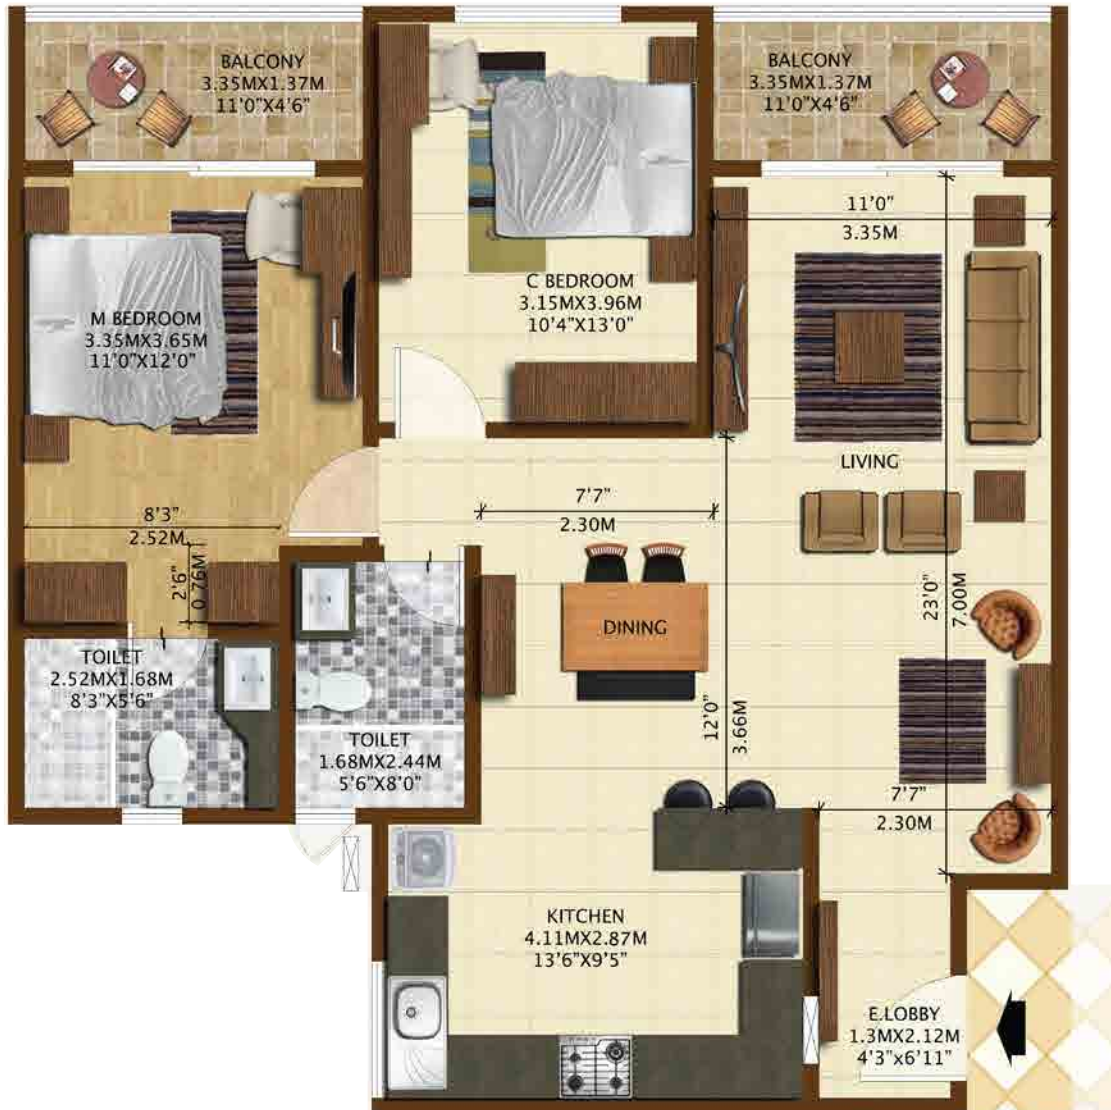 BALCONY
3.35MX1.37M
11'0"X4'6"
BALCONY
3.35MX1.37M
11'0"X4'6"
C BEDROOM
3.15MX3.96M
10'4"X13'0"
11'0"
3.35M
M BEDROOM
3.35MX3.65M
11'0"X12'0"
LIVING
8'3"
2.52M
7'7"
2.30M
2'6"
0.76M
23'0"
7.00M
DINING
TOILET
2.52MX1.68M
8'3"X5'6"
TOILET
1.68MX2.44M
5'6"X8'0"
12'0"
3.66M
7'7"
2.30M
KITCHEN
4.11MX2.87M
13'6"X9'5"
E.LOBBY
1.3MX2.12M
4'3"x6'11"